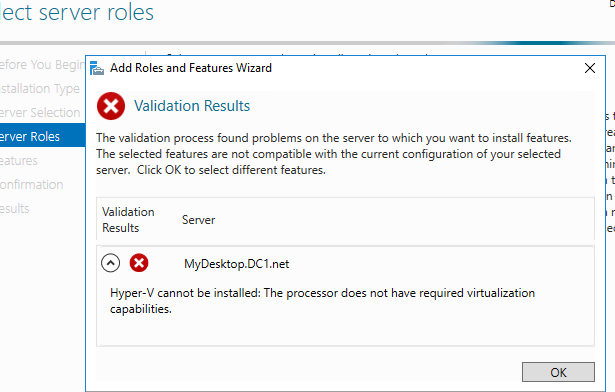 lect server roles
D
Add Roles and Features Wizard
efore You Begin
nstallation Type
erver Selection
erver Roles
eatures
onfirmation
esults
Validation Results
The validation process found problems on the server to which you want to install features.
The selected features are not compatible with the current configuration of your selected
server. Click OK to select different features.
Validation
Results
Server
MyDesktop.DC1.net
Hyper-V cannot be installed: The processor does not have required virtualization
capabilities.
OK